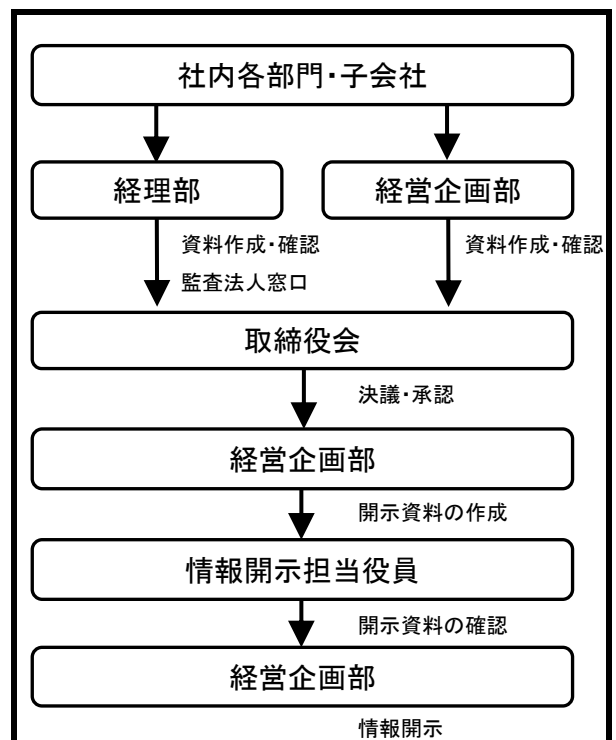 社内各部門・子会社
経理部
経営企画部
資料作成・確認
監査法人窓口
資料作成・確認
取締役会
決議・承認
経営企画部
開示資料の作成
情報開示担当役員
開示資料の確認
経営企画部
情報開示